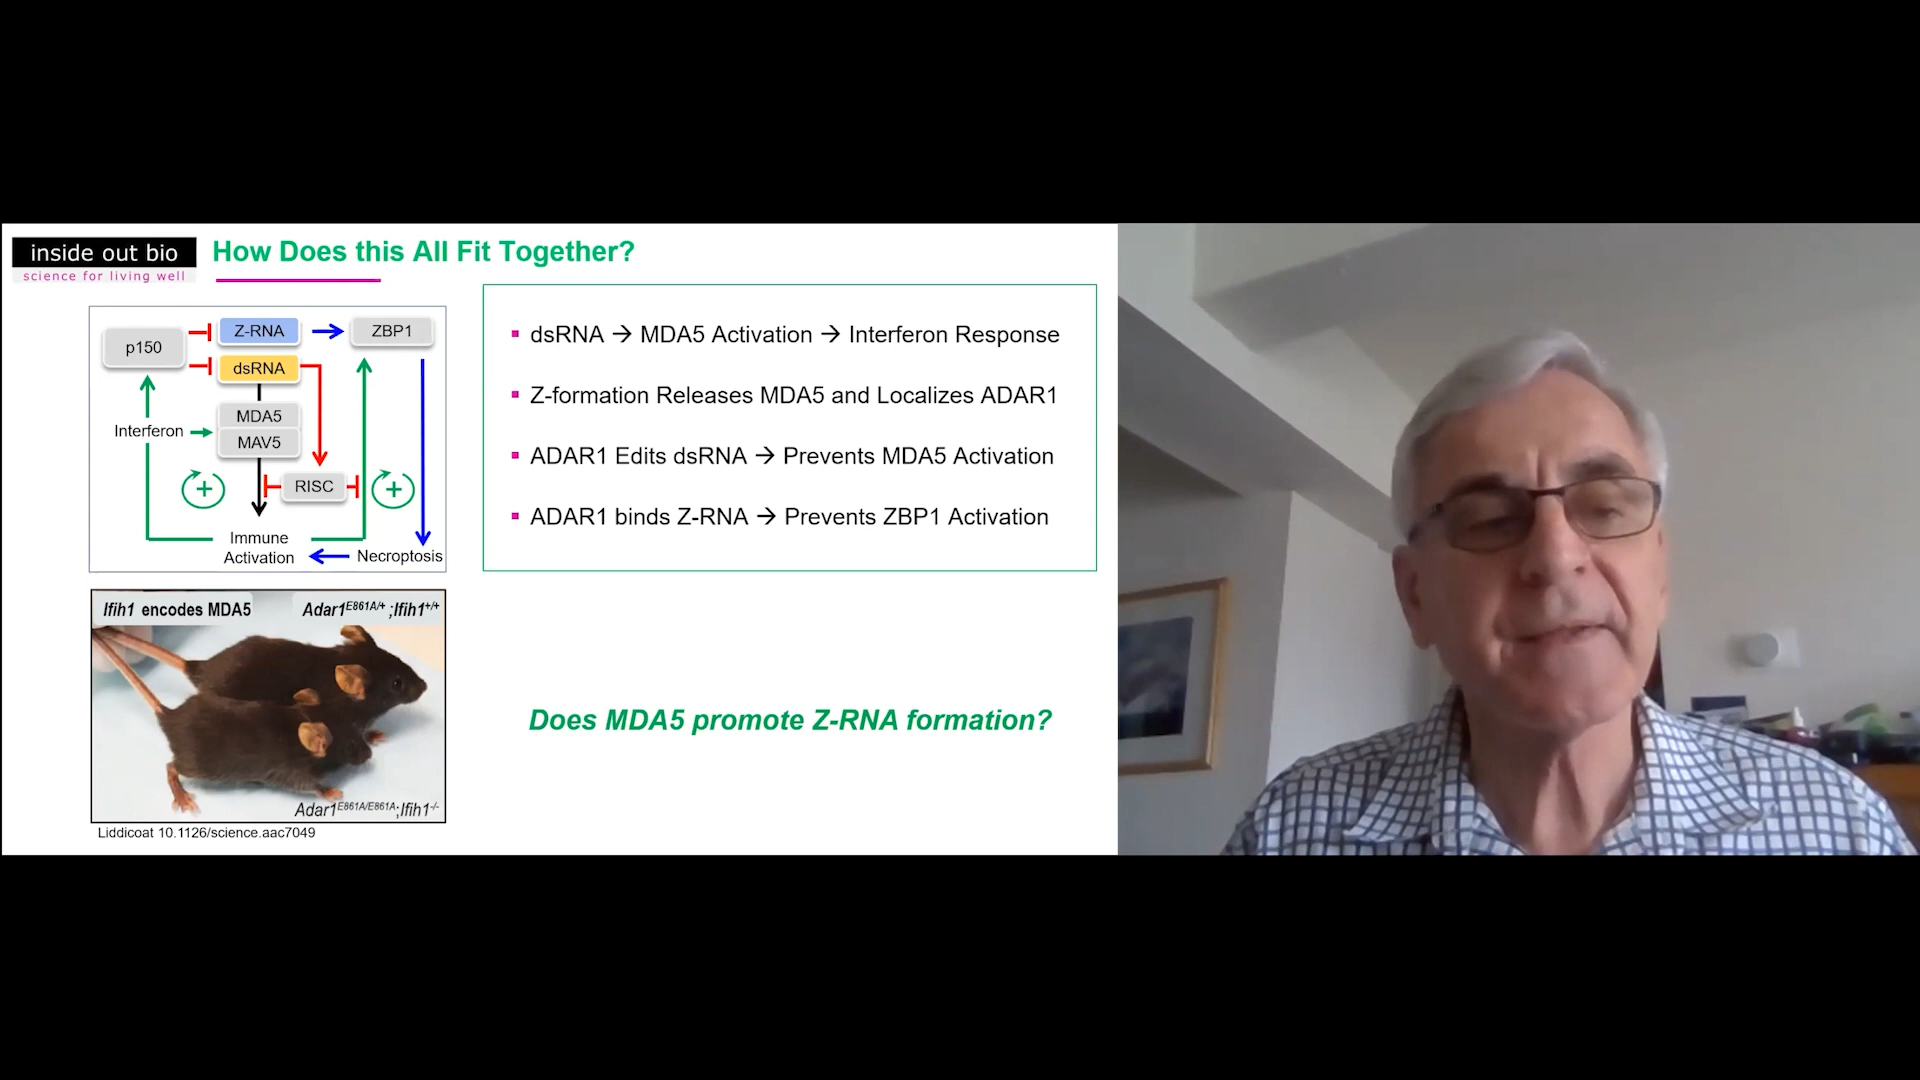 inside out bio
science for living well
How Does this All Fit Together?
p150
Z-RNA
ZBP1
dsRNA
MDA5
MAV5
Interferon
RISC
+
+
Immune
Activation
Necroptosis
▪ dsRNA → MDA5 Activation → Interferon Response
▪ Z-formation Releases MDA5 and Localizes ADAR1
▪ ADAR1 Edits dsRNA → Prevents MDA5 Activation
▪ ADAR1 binds Z-RNA → Prevents ZBP1 Activation
Ifih1 encodes MDA5
Adar1E861A/+ ;Ifih1+/+
Adar1E861A/E861A;Ifih1-/-
Liddicoat 10.1126/science.aac7049
Does MDA5 promote Z-RNA formation?